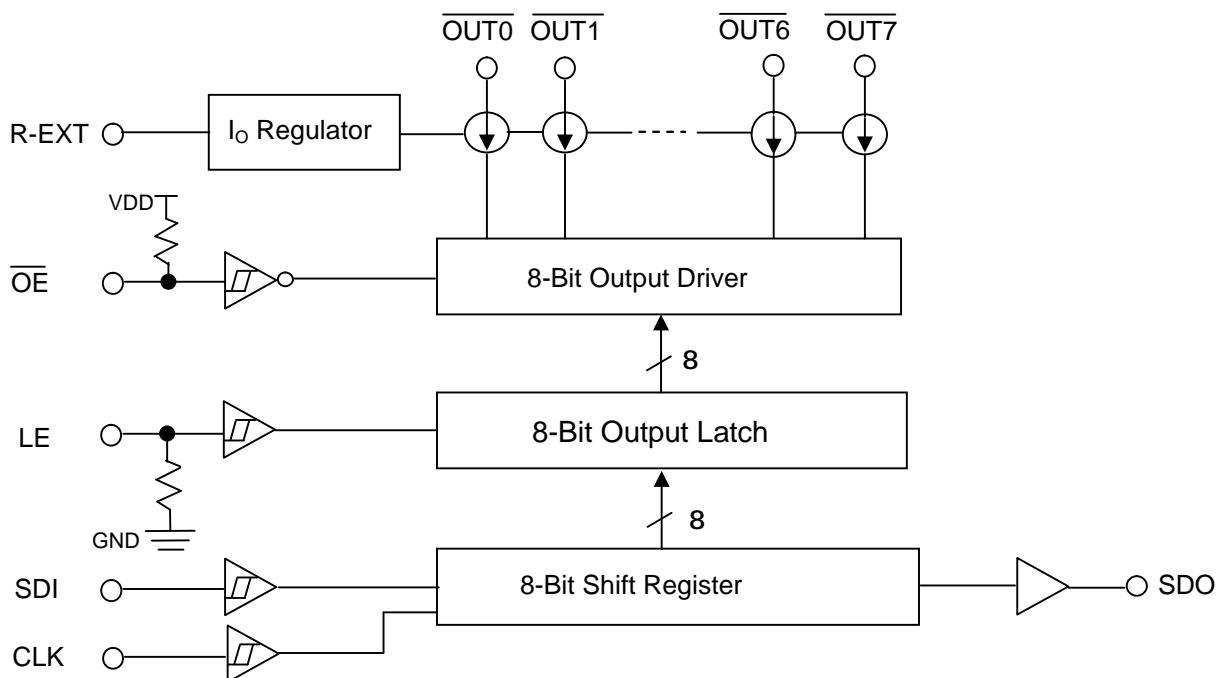 OUT0 OUT1 OUT6 OUT7
R-EXT
IO Regulator
VDD
OE
8-Bit Output Driver
8
LE
8-Bit Output Latch
GND
8
SDI
8-Bit Shift Register
SDO
CLK